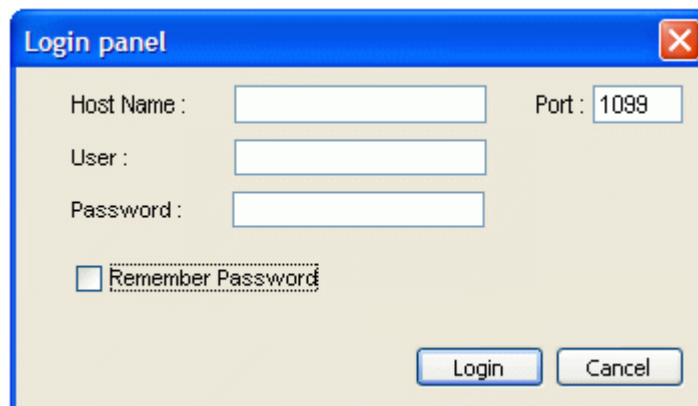 Login panel
Host Name : Port : 1099
User :
Password :
Remember Password
Login Cancel